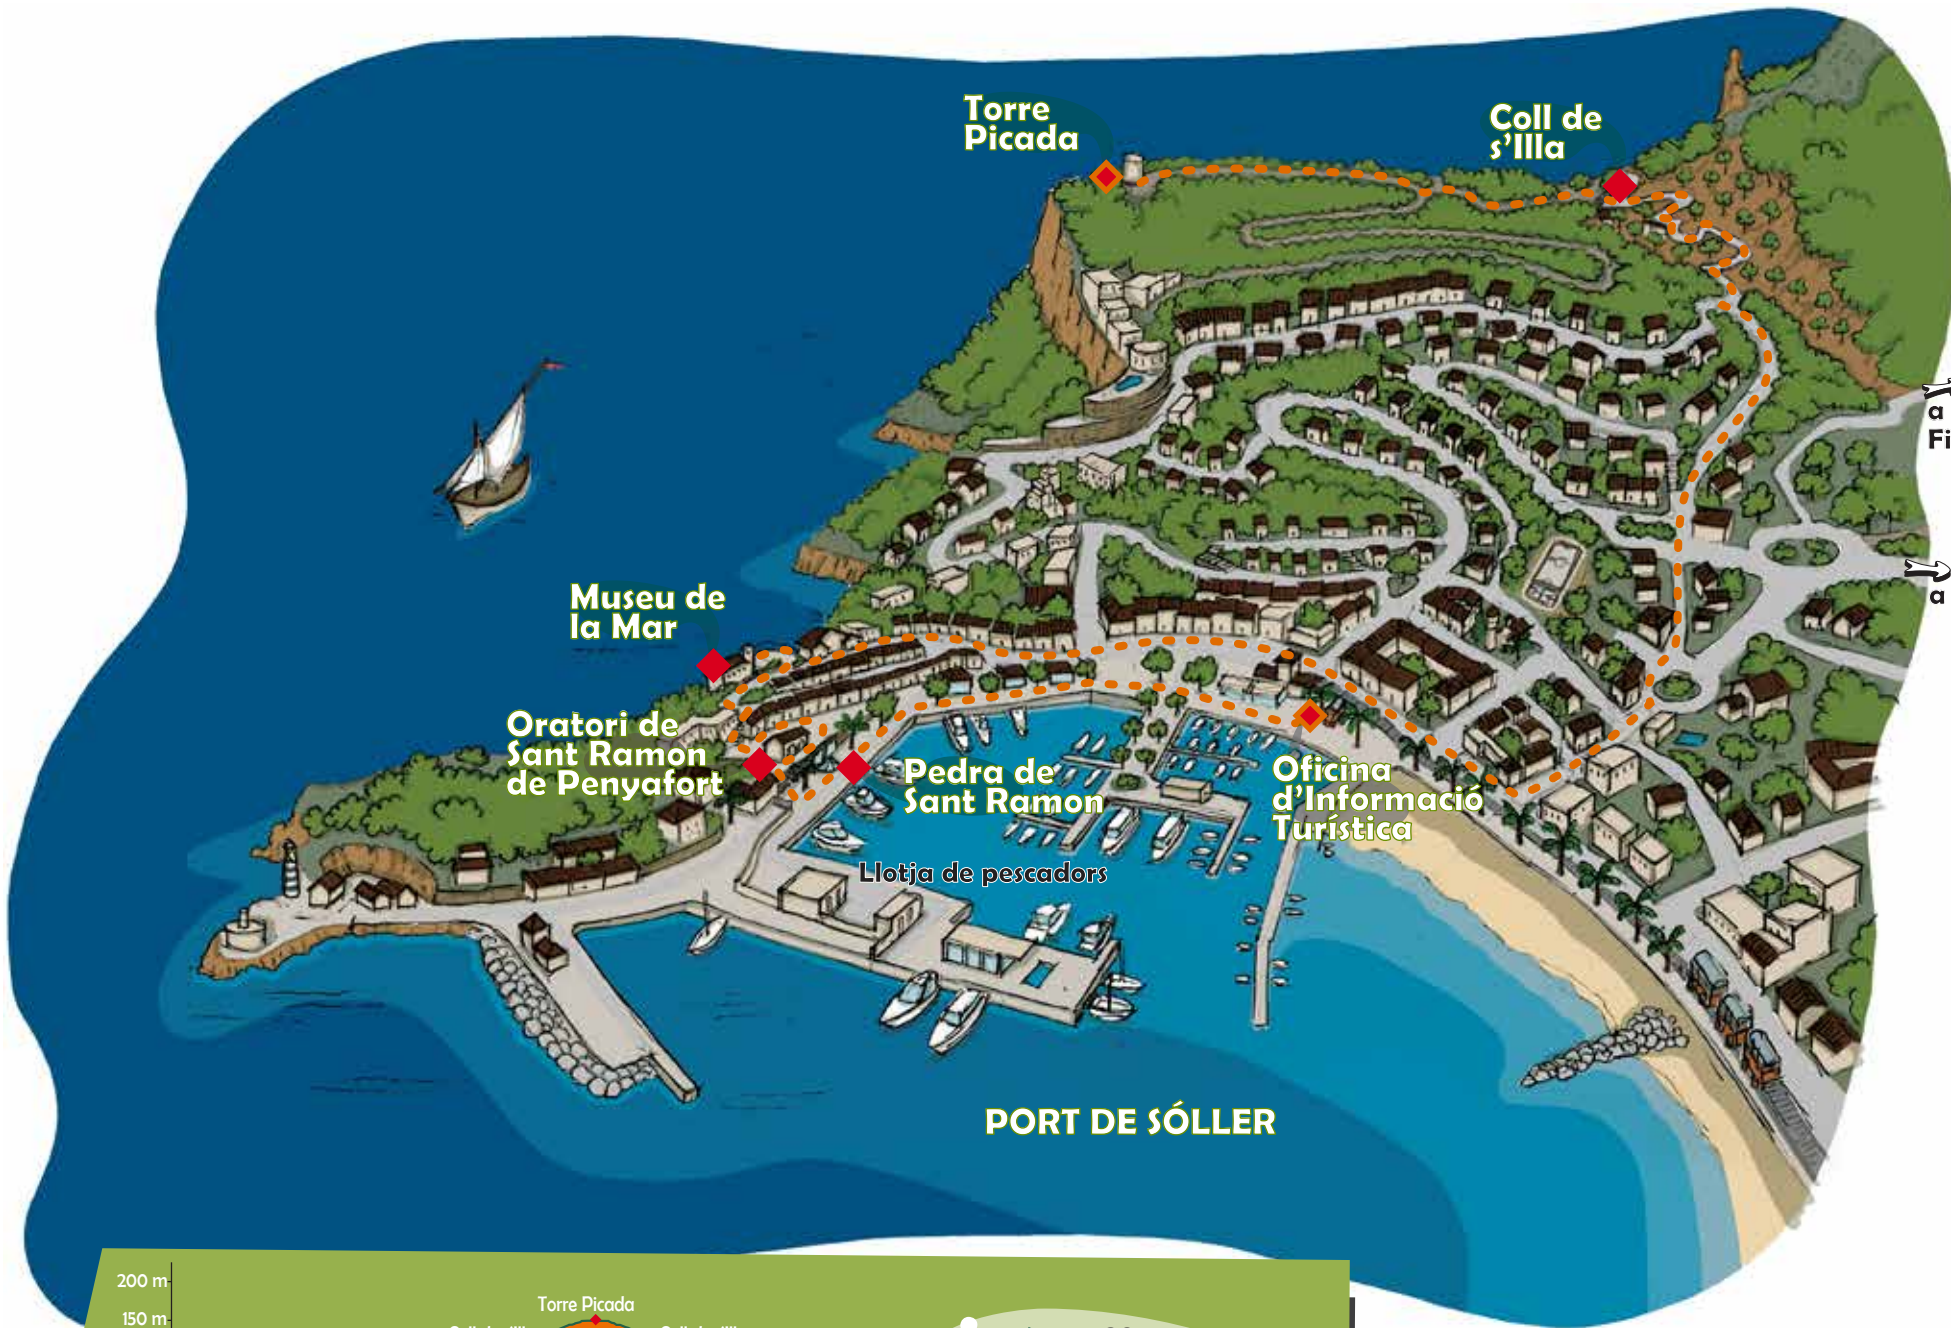 Torre
Picada
Coll de
s'Illa
a
Fi
a
Museu de
la Mar
Oratori de
Sant Ramon
de Penyafort
Pedra de
Sant Ramon
Oficina
d'Informació
Turística
Llotja de pescadors
PORT DE SÓLLER
200 m
150 m
Torre Picada